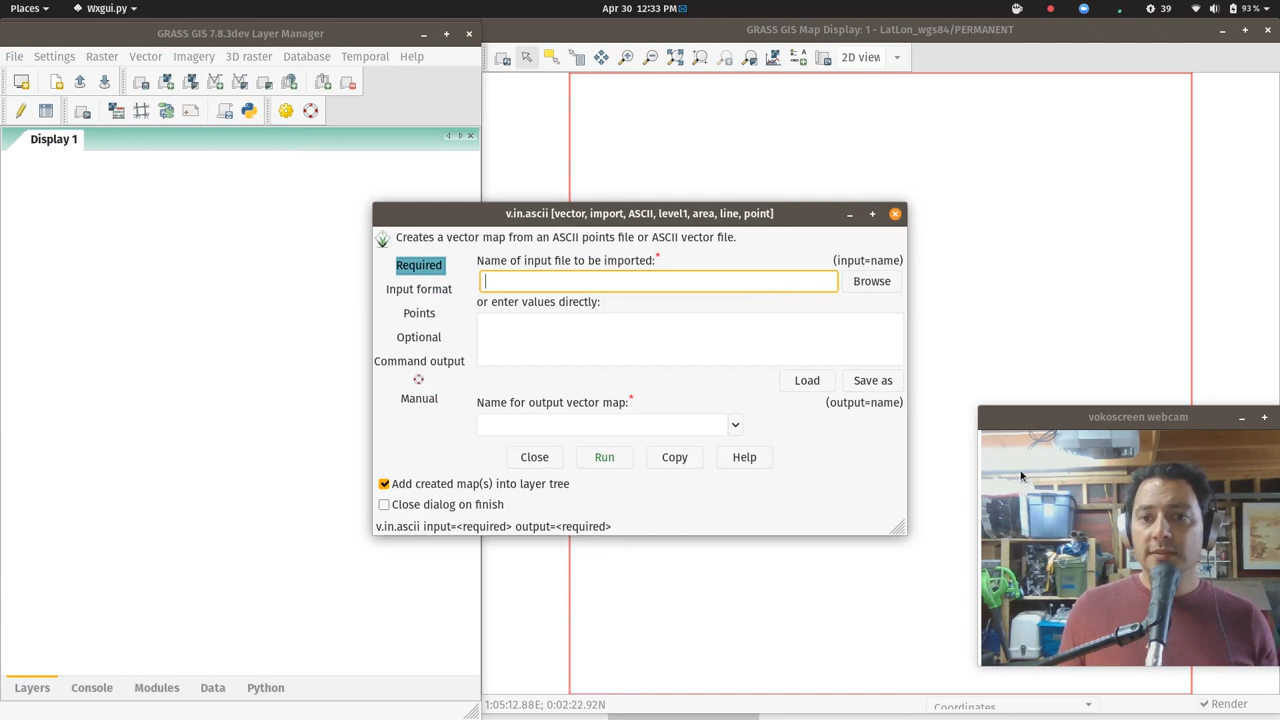 Places
Wxgui.py
Apr 30 12:33 PM
39
93 %
GRASS GIS 7.8.3dev Layer Manager
GRASS GIS Map Display: 1 - LatLon_wgs84/PERMANENT
File Settings Raster Vector Imagery 3D raster Database Temporal Help
2D view
Display 1
v.in.ascii [vector, import, ASCII, level1, area, line, point]
Creates a vector map from an ASCII points file or ASCII vector file.
Required
Input format
Points
Optional
Command output
Manual
Name of input file to be imported:* (input=name)
Browse
or enter values directly:
Load Save as
Name for output vector map:* (output=name)
Close Run Copy Help
Add created map(s) into layer tree
Close dialog on finish
v.in.ascii input=<required> output=<required>
vokoscreen webcam
Layers Console Modules Data Python
1:05:12.88E; 0:02:22.92N
Coordinates
Render